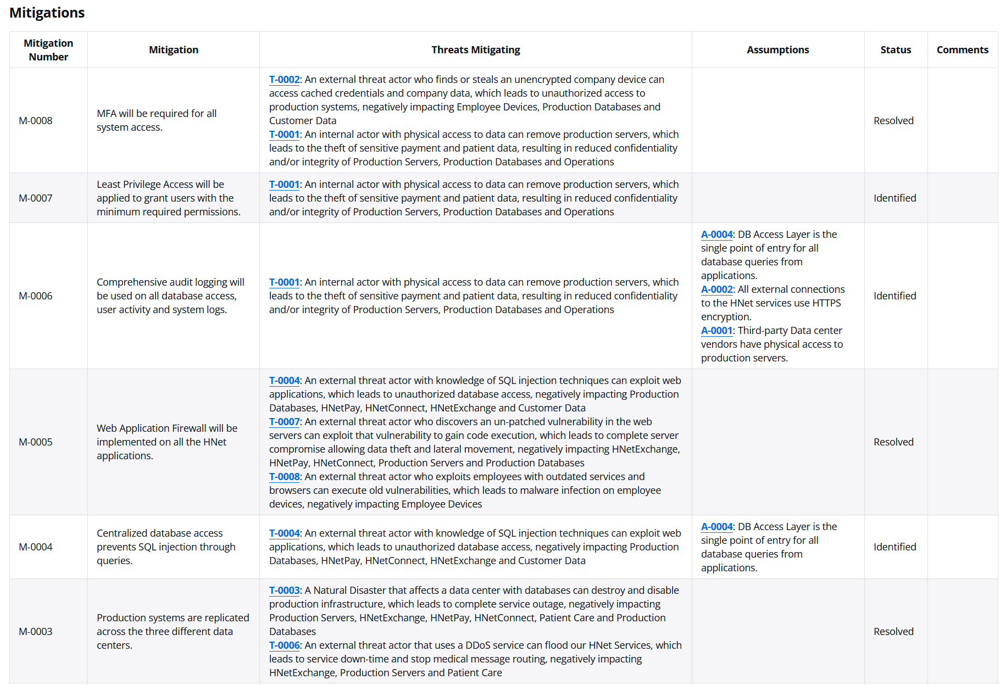 Mitigations
Mitigation
Number
Mitigation
Threats Mitigating
Assumptions
Status
Comments
M-0008
MFA will be required for all
system access.
T-0002: An external threat actor who finds or steals an unencrypted company device can
access cached credentials and company data, which leads to unauthorized access to
production systems, negatively impacting Employee Devices, Production Databases and
Customer Data
T-0001: An internal actor with physical access to data can remove production servers, which
leads to the theft of sensitive payment and patient data, resulting in reduced confidentiality
and/or integrity of Production Servers, Production Databases and Operations
Resolved
M-0007
Least Privilege Access will be
applied to grant users with the
minimum required permissions.
T-0001: An internal actor with physical access to data can remove production servers, which
leads to the theft of sensitive payment and patient data, resulting in reduced confidentiality
and/or integrity of Production Servers, Production Databases and Operations
Identified
M-0006
Comprehensive audit logging will
be used on all database access,
user activity and system logs.
T-0001: An internal actor with physical access to data can remove production servers, which
leads to the theft of sensitive payment and patient data, resulting in reduced confidentiality
and/or integrity of Production Servers, Production Databases and Operations
A-0004: DB Access Layer is the
single point of entry for all
database queries from
applications.
A-0002: All external connections
to the HNet services use HTTPS
encryption.
A-0001: Third-party Data center
vendors have physical access to
production servers.
Identified
M-0005
Web Application Firewall will be
implemented on all the HNet
applications.
T-0004: An external threat actor with knowledge of SQL injection techniques can exploit web
applications, which leads to unauthorized database access, negatively impacting Production
Databases, HNetPay, HNetConnect, HNetExchange and Customer Data
T-0007: An external threat actor who discovers an un-patched vulnerability in the web
servers can exploit that vulnerability to gain code execution, which leads to complete server
compromise allowing data theft and lateral movement, negatively impacting HNetExchange,
HNetPay, HNetConnect, Production Servers and Production Databases
T-0008: An external threat actor who exploits employees with outdated services and
browsers can execute old vulnerabilities, which leads to malware infection on employee
devices, negatively impacting Employee Devices
Resolved
M-0004
Centralized database access
prevents SQL injection through
queries.
T-0004: An external threat actor with knowledge of SQL injection techniques can exploit web
applications, which leads to unauthorized database access, negatively impacting Production
Databases, HNetPay, HNetConnect, HNetExchange and Customer Data
A-0004: DB Access Layer is the
single point of entry for all
database queries from
applications.
Identified
M-0003
Production systems are replicated
across the three different data
centers.
T-0003: A Natural Disaster that affects a data center with databases can destroy and disable
production infrastructure, which leads to complete service outage, negatively impacting
Production Servers, HNetExchange, HNetPay, HNetConnect, Patient Care and Production
Databases
T-0006: An external threat actor that uses a DDoS service can flood our HNet Services, which
leads to service down-time and stop medical message routing, negatively impacting
HNetExchange, Production Servers and Patient Care
Resolved